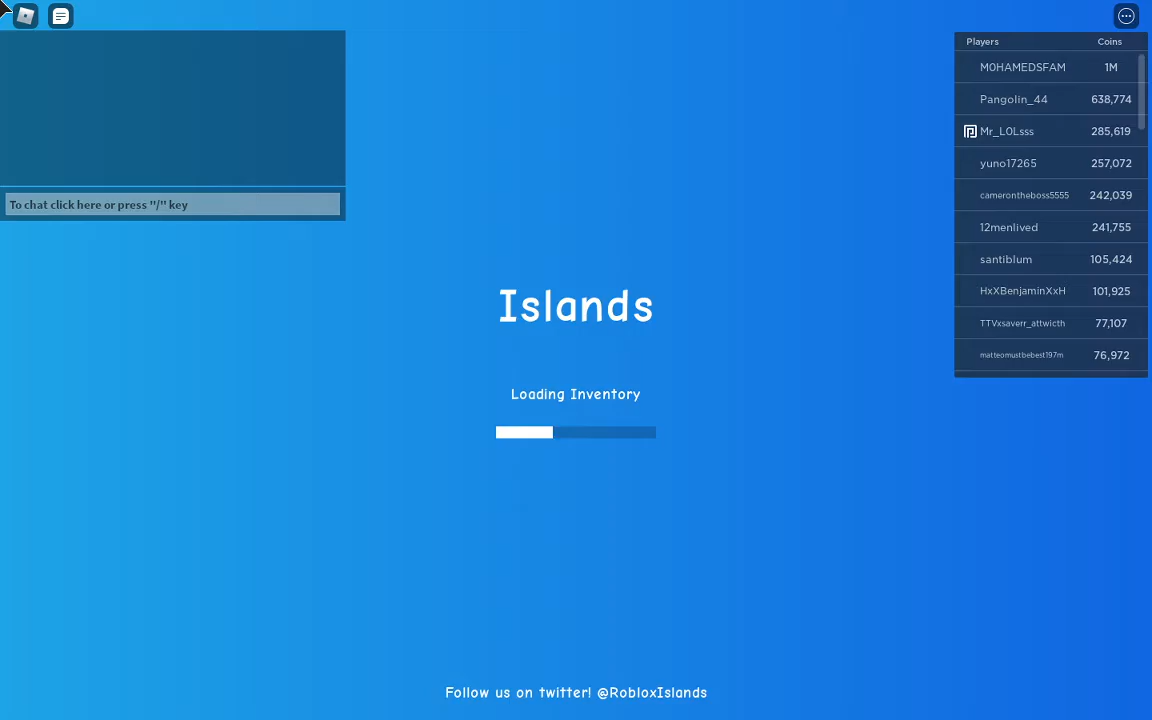 Players Coins
M0HAMEDSFAM 1M
Pangolin_44 638,774
Mr_L0Lsss 285,619
yuno17265 257,072
camerontheboss5555 242,039
12menlived 241,755
santiblum 105,424
HxXBenjaminXxH 101,925
TTVxsaverr_attwicth 77,107
matteomustbebest197m 76,972
To chat click here or press "/" key
Islands
Loading Inventory
Follow us on twitter! @RobloxIslands